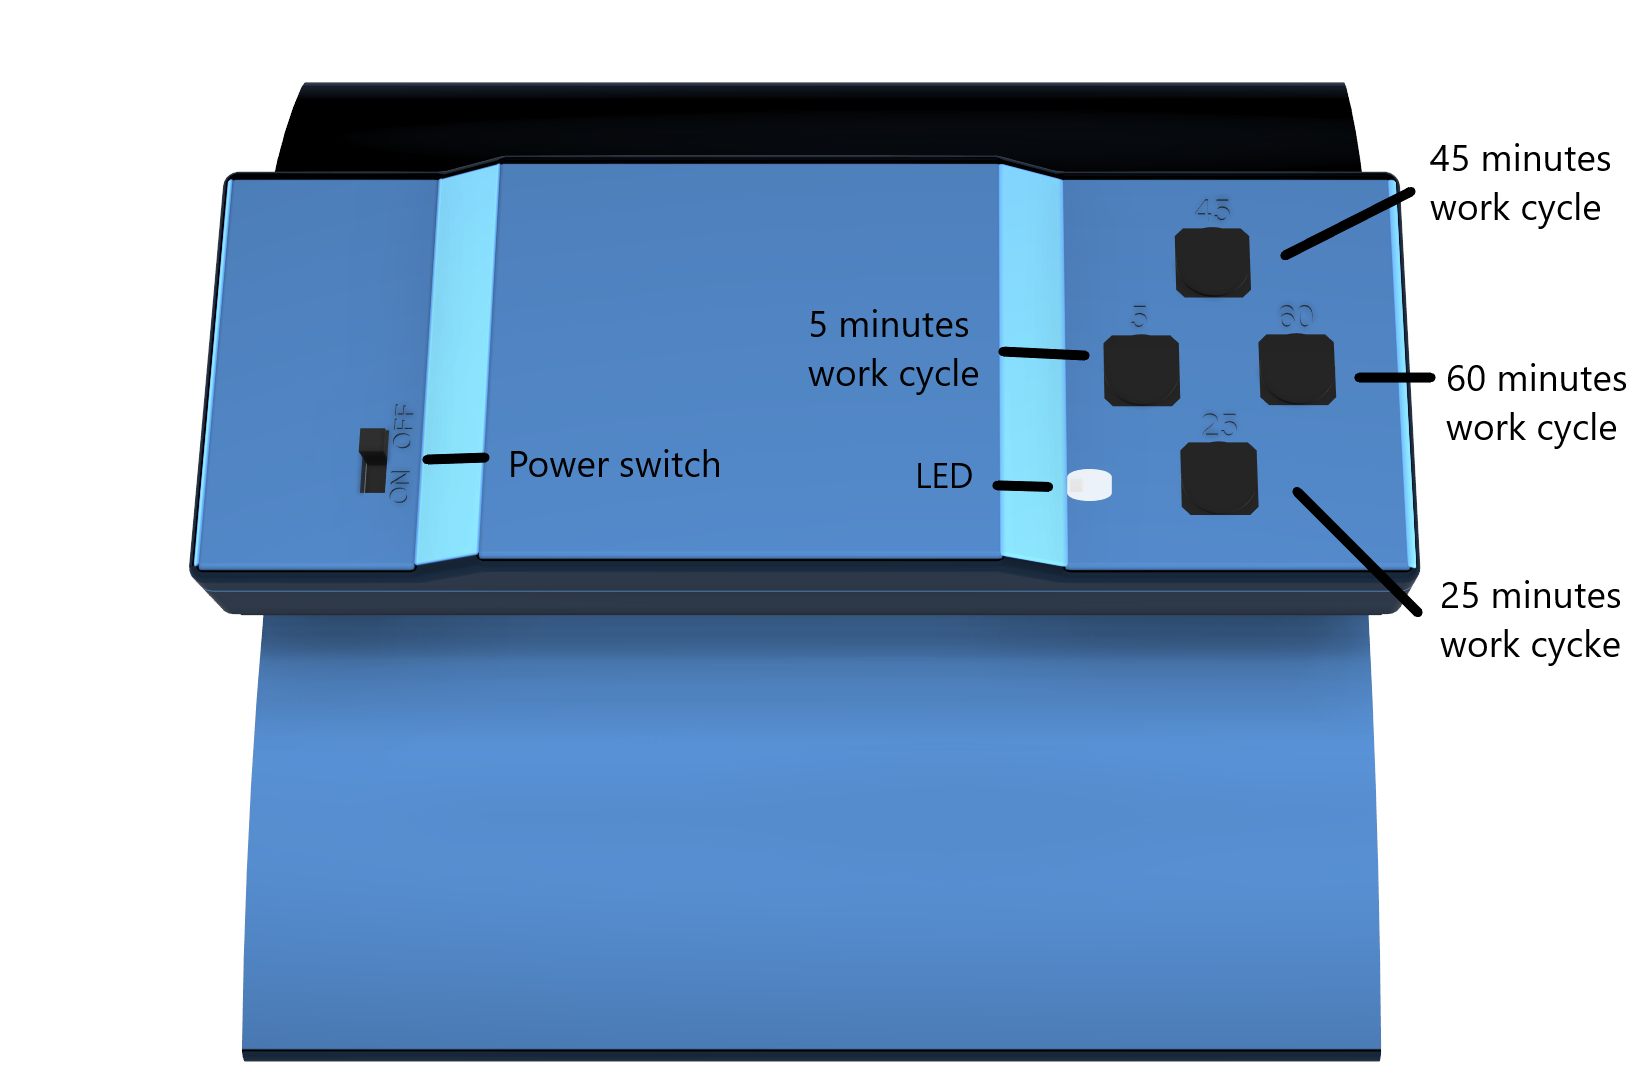 45 minutes
work cycle
45
5 minutes
work cycle
5
60
60 minutes
work cycle
OFF
ON
Power switch
25
LED
25 minutes
work cycke